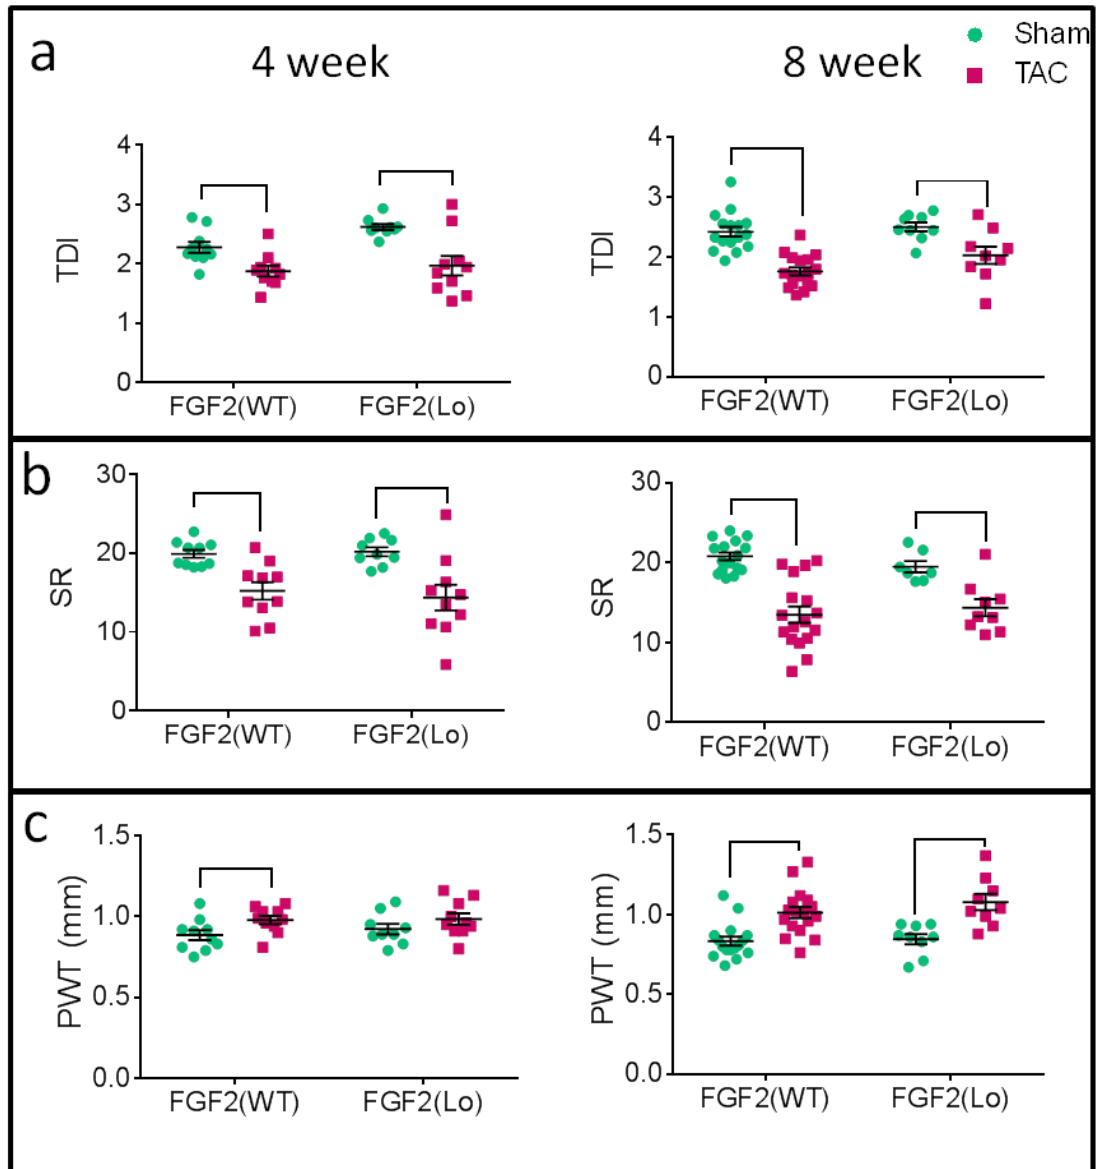 a
4 week
8 week
Sham
TAC
TDI
4
3
2
1
0
FGF2(WT)
FGF2(Lo)
TDI
4
3
2
1
0
FGF2(WT)
FGF2(Lo)
b
SR
30
20
10
0
FGF2(WT)
FGF2(Lo)
SR
30
20
10
0
FGF2(WT)
FGF2(Lo)
c
PWT (mm)
1.5
1.0
0.5
0.0
FGF2(WT)
FGF2(Lo)
PWT (mm)
1.5
1.0
0.5
0.0
FGF2(WT)
FGF2(Lo)